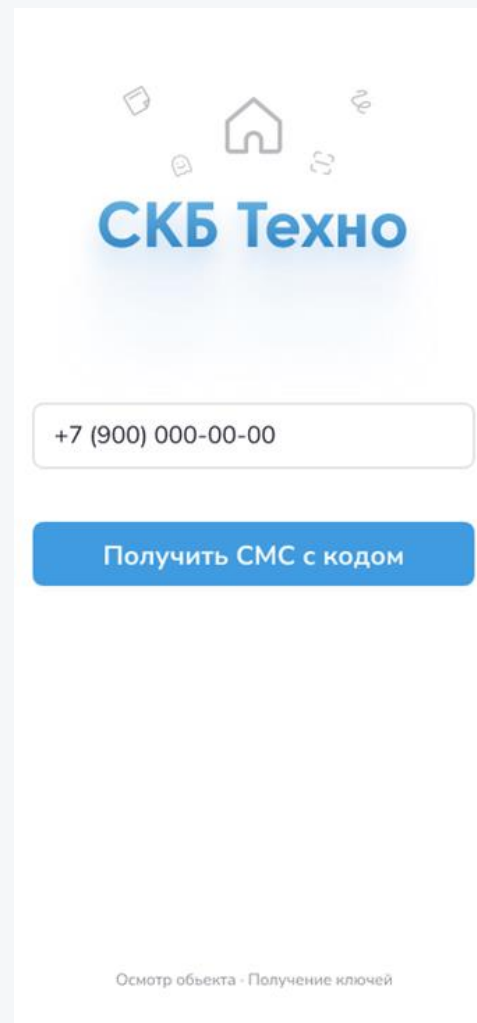 СКБ Техно
+7 (900) 000-00-00
Получить СМС с кодом
Осмотр обьекта · Получение ключей